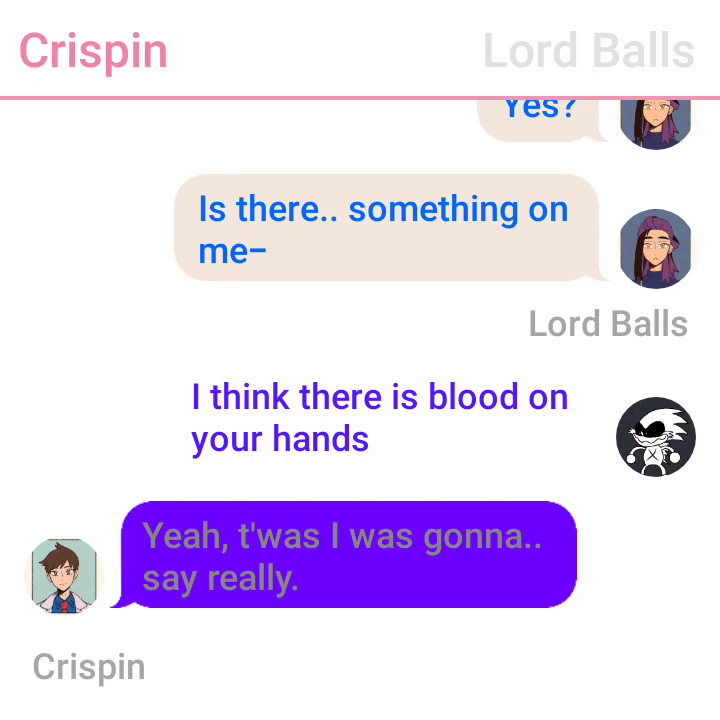 Crispin
Lord Balls
Yes?
Is there.. something on
me–
Lord Balls
I think there is blood on
your hands
Yeah, t'was I was gonna..
say really.
Crispin